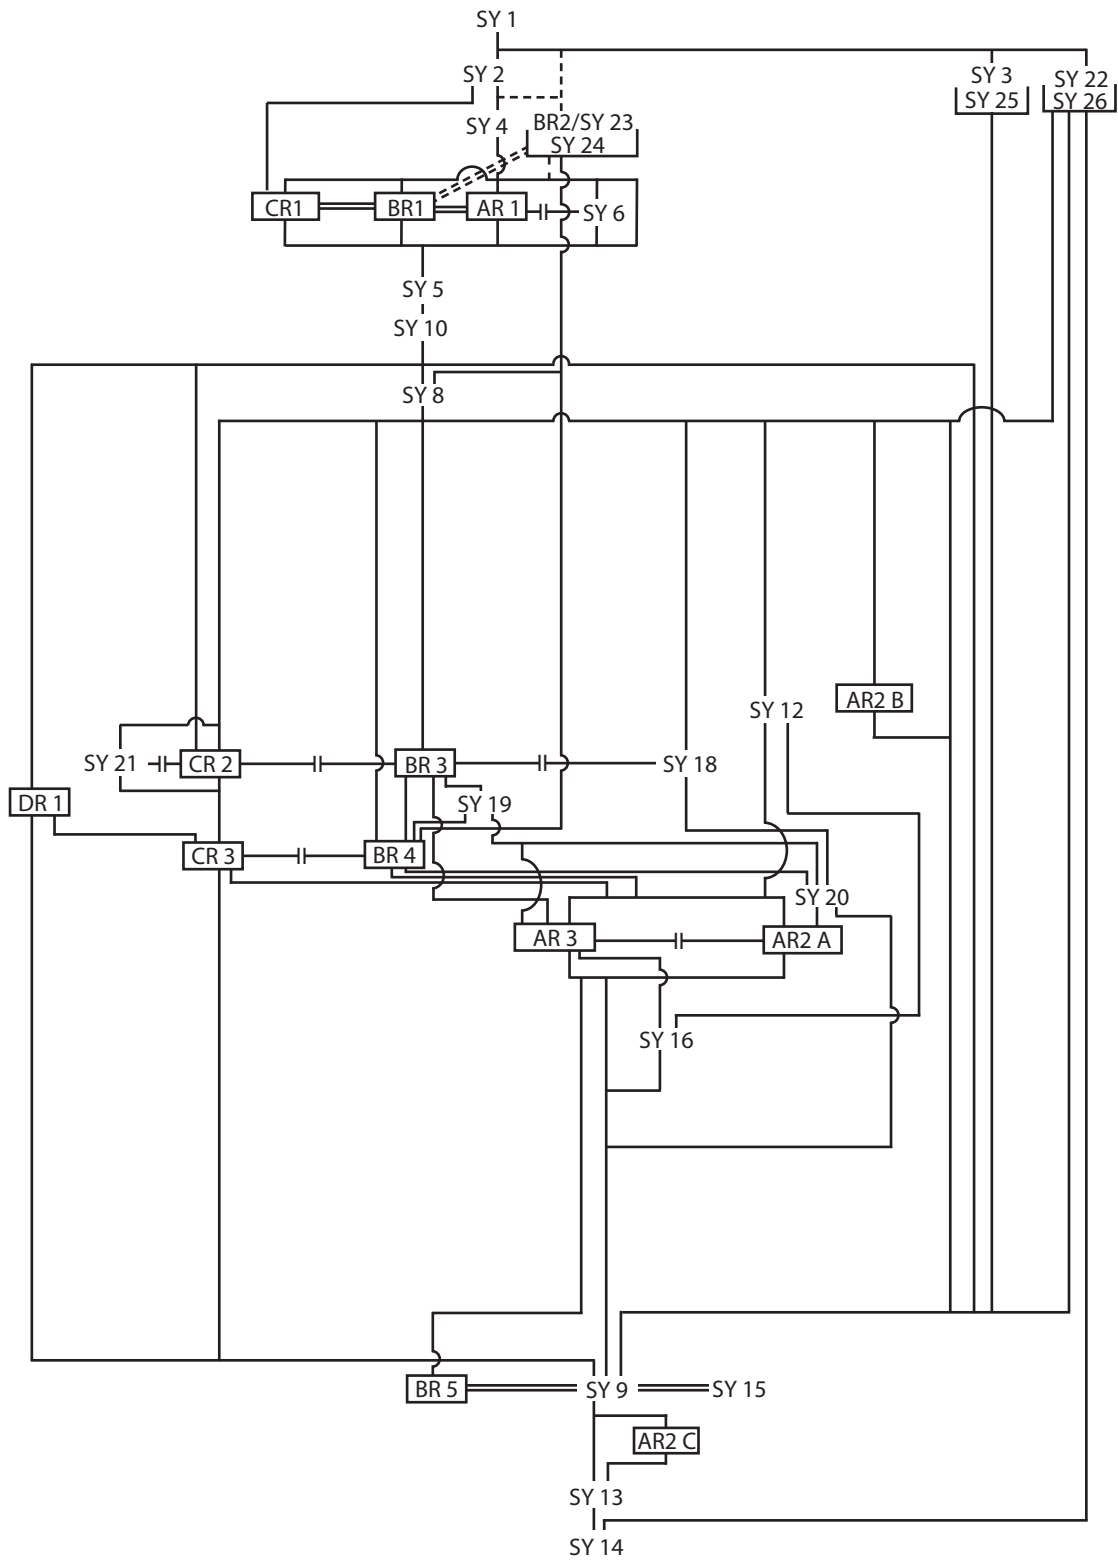 SY 1
SY 2
SY 3
SY 22
SY 25
SY 26
SY 4
BR2/SY 23
SY 24
CR1
BR1
AR 1
SY 6
SY 5
SY 10
SY 8
AR2 B
SY 12
SY 21
CR 2
BR 3
SY 18
DR 1
SY 19
CR 3
BR 4
SY 20
AR 3
AR2 A
SY 16
BR 5
SY 9
SY 15
AR2 C
SY 13
SY 14